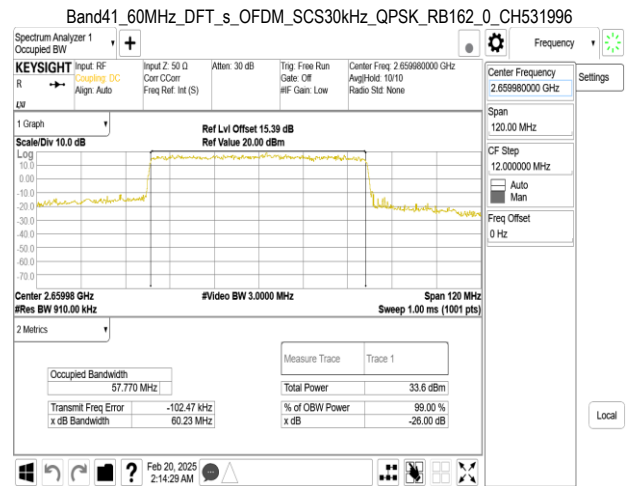 Band41_60MHz_DFT_s_OFDM_SCS30kHz_QPSK_RB162_0_CH531996
Spectrum Analyzer 1
Occupied BW
Frequency
KEYSIGHT
R
Input: RF
Coupling: DC
Align: Auto
Input Z: 50 Ω
Corr CCorr
Freq Ref: Int (S)
Atten: 30 dB
Trig: Free Run
Gate: Off
#IF Gain: Low
Center Freq: 2.659980000 GHz
Avg|Hold: 10/10
Radio Std: None
Center Frequency
2.659980000 GHz
Settings
Span
120.00 MHz
CF Step
12.000000 MHz
Auto
Man
Freq Offset
0 Hz
1 Graph
Ref Lvl Offset 15.39 dB
Scale/Div 10.0 dB
Ref Value 20.00 dBm
Log
10.0
0.00
-10.0
-20.0
-30.0
-40.0
-50.0
-60.0
-70.0
Center 2.65998 GHz
#Video BW 3.0000 MHz
Span 120 MHz
#Res BW 910.00 kHz
Sweep 1.00 ms (1001 pts)
2 Metrics
Measure Trace
Trace 1
Occupied Bandwidth
57.770 MHz
Total Power
33.6 dBm
Transmit Freq Error
-102.47 kHz
% of OBW Power
99.00 %
x dB Bandwidth
60.23 MHz
x dB
-26.00 dB
Local
Feb 20, 2025
2:14:29 AM